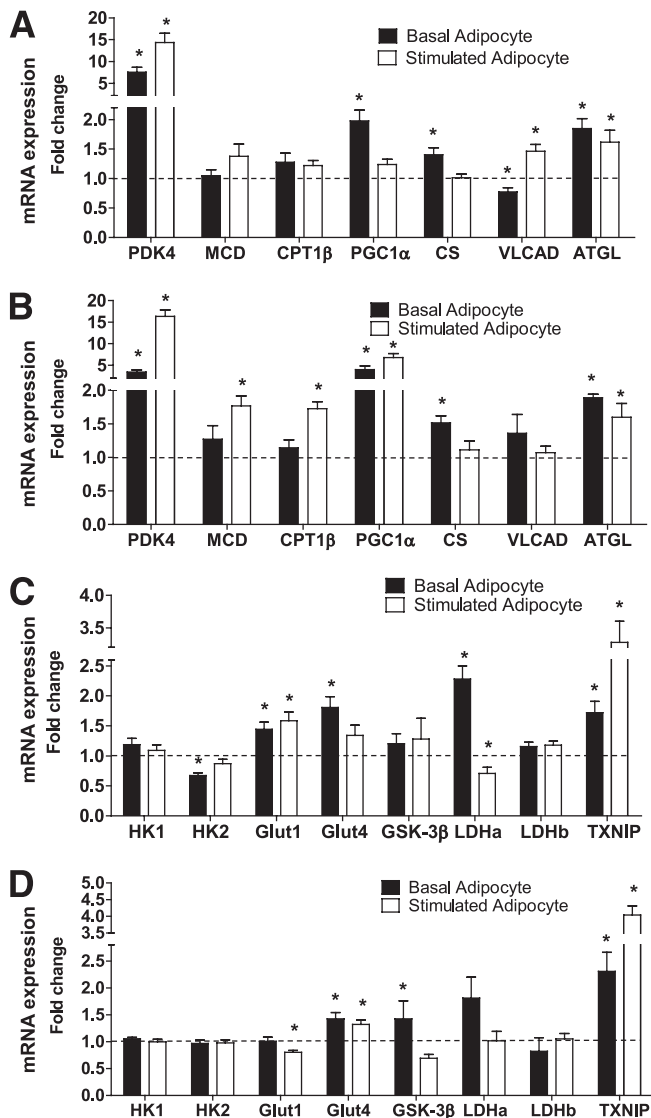 A
mRNA expression
Fold change
20
15
10
5
2.0
1.5
1.0
0.5
0.0
Basal Adipocyte
Stimulated Adipocyte
* * * * * * * *
PDK4 MCD CPT1β PGC1α CS VLCAD ATGL
B
mRNA expression
Fold change
20
15
10
5
2.0
1.5
1.0
0.5
0.0
Basal Adipocyte
Stimulated Adipocyte
* * * * * * * * *
PDK4 MCD CPT1β PGC1α CS VLCAD ATGL
C
mRNA expression
Fold change
4.0
3.5
2.5
2.0
1.5
1.0
0.5
0.0
Basal Adipocyte
Stimulated Adipocyte
* * * * * * * *
HK1 HK2 Glut1 Glut4 GSK-3β LDHa LDHb TXNIP
D
mRNA expression
Fold change
5.0
4.5
4.0
3.5
2.5
2.0
1.5
1.0
0.5
0.0
Basal Adipocyte
Stimulated Adipocyte
* * * * * *
HK1 HK2 Glut1 Glut4 GSK-3β LDHa LDHb TXNIP